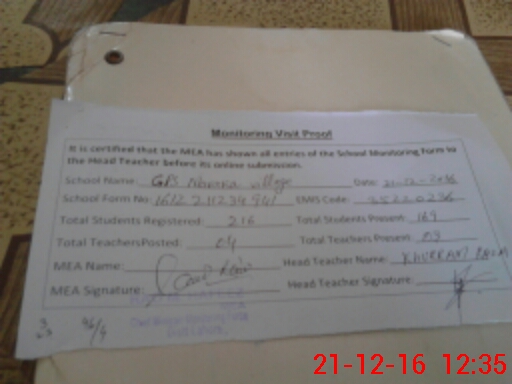 Monitoring Visit Proof
It is certified that the MEA has shown all entries of the School Monitoring Form to
the Head Teacher before its online submission.
School Name: GPS village Date: 21-12-2016
School Form No: EMIS Code: 35220236
Total Students Registered: 216 Total Students Present: 169
Total Teachers Posted: 04 Total Teachers Present: 03
MEA Name: Head Teacher Name: KHURRAM
MEA Signature: Head Teacher Signature:
21-12-16 12:35